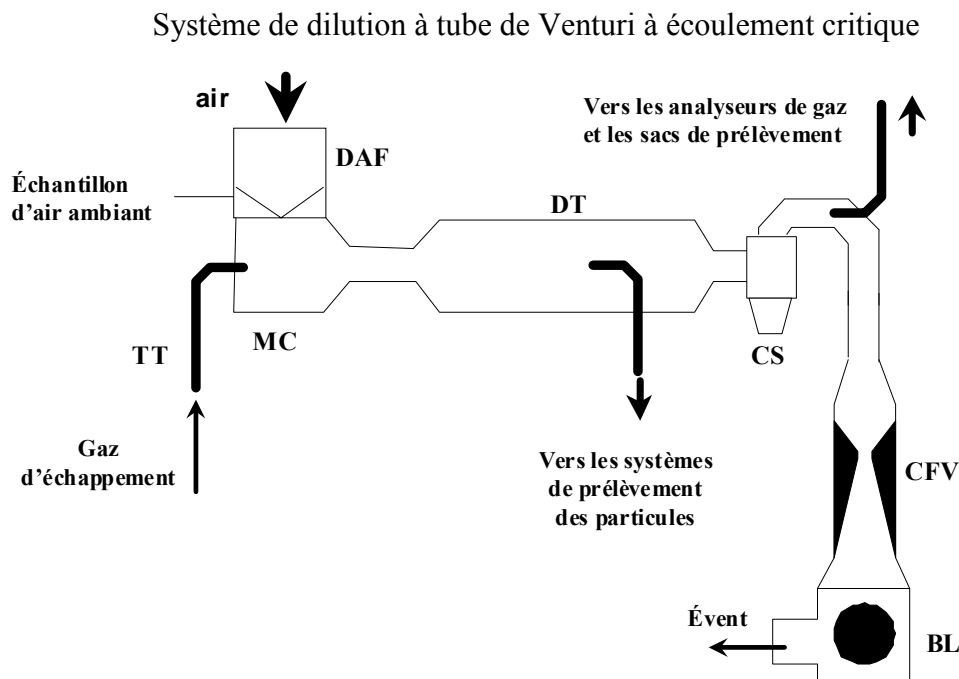 Système de dilution à tube de Venturi à écoulement critique
air
Vers les analyseurs de gaz
et les sacs de prélèvement
DAF
Échantillon
d'air ambiant
DT
TT
MC
CS
Gaz
d'échappement
Vers les systèmes
de prélèvement
des particules
CFV
Évent
BL